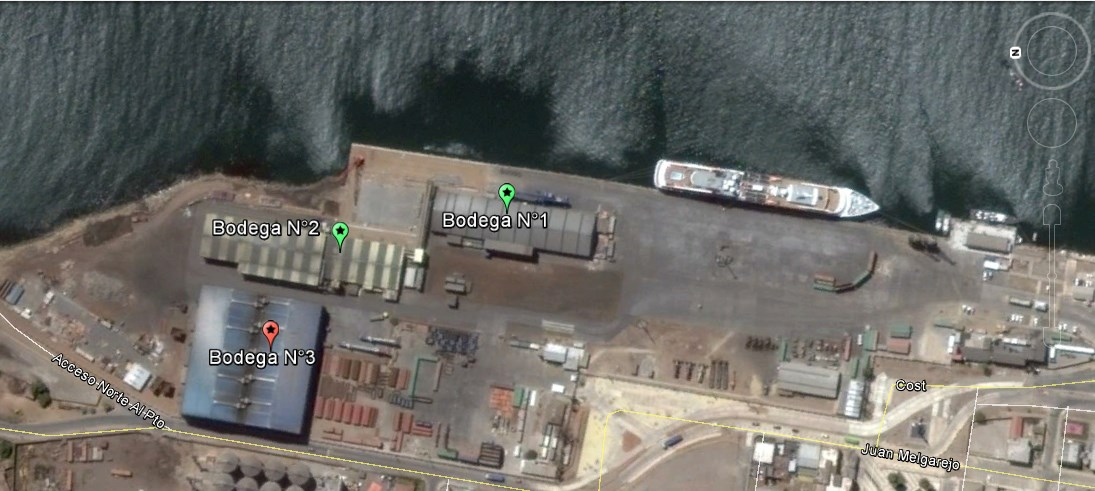 N
Bodega N°1
Bodega N°2
Bodega N°3
Acceso Norte Al Pto
Cost
Juan Melgarejo